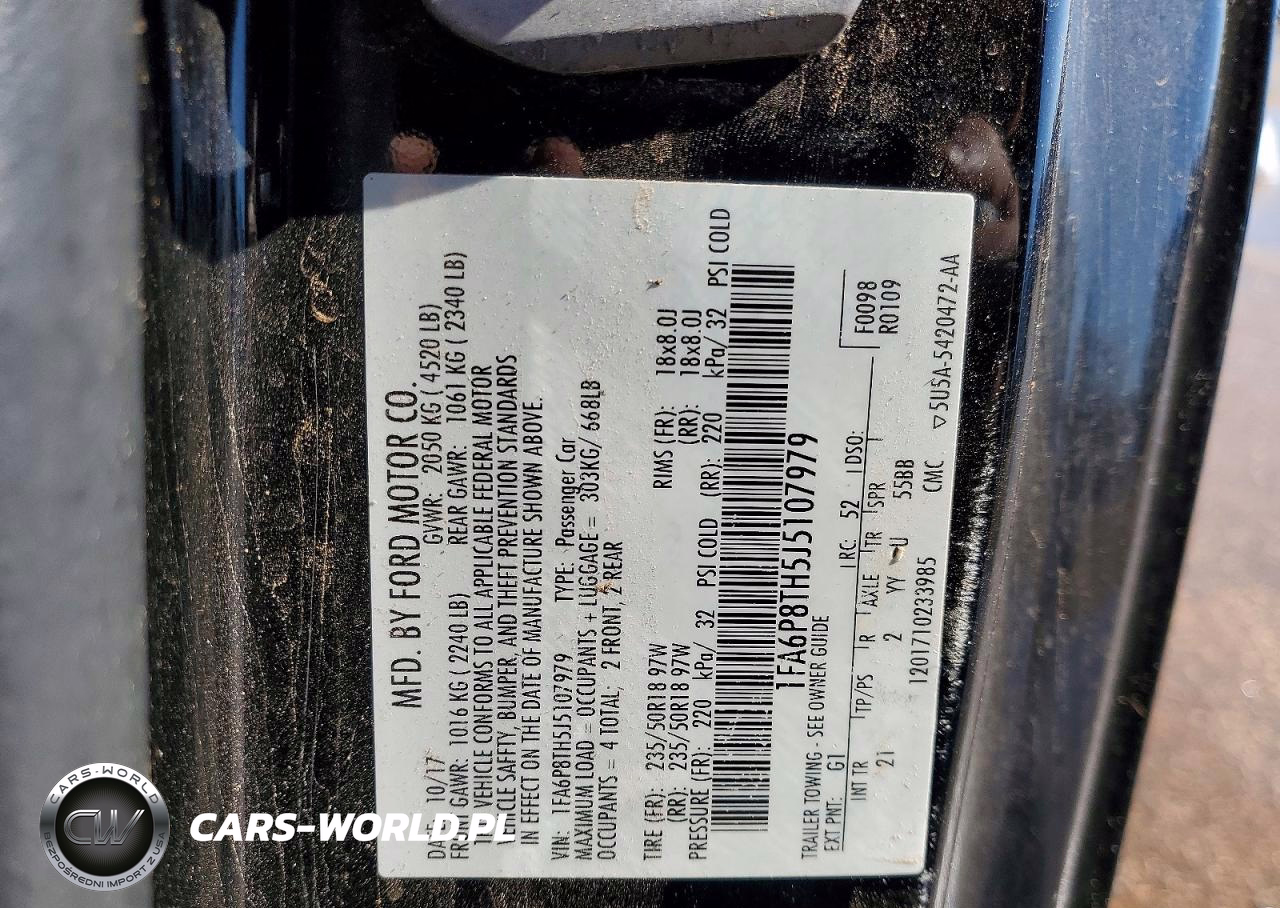 MFD. BY FORD MOTOR CO.
DATE: 10/17 GVWR: 2050 KG ( 4520 LB)
FR GAWR: 1016 KG ( 2240 LB) REAR GAWR: 1061 KG ( 2340 LB)
VEHICLE CONFORMS TO ALL APPLICABLE FEDERAL MOTOR
VEHICLE SAFETY, BUMPER, AND THEFT PREVENTION STANDARDS
IN EFFECT ON THE DATE OF MANUFACTURE SHOWN ABOVE.
VIN: 1FA6P8TH5J5107979 TYPE: Passenger Car
MAXIMUM LOAD = OCCUPANTS + LUGGAGE = 303KG/ 668LB
OCCUPANTS = 4 TOTAL, 2 FRONT, 2 REAR
TIRE (FR): 235/50R18 97W RIMS (FR): 18x8.0J
(RR): 235/50R18 97W (RR): 18x8.0J
PRESSURE (FR): 220 kPa/ 32 PSI COLD (RR): 220 kPa/ 32 PSI COLD
1FA6P8TH5J5107979
TRAILER TOWING - SEE OWNER GUIDE
EXT PNT: G1 RC: 52 DSO: F0098
R0109
INT TR TP/PS R AXLE TR SPR
21 2 YY U 55BB
1201710233985 CMC ▽5U5A-5420472-AA
CARS-WORLD
CW
BEZPOŚREDNI IMPORT Z USA
CARS-WORLD.PL